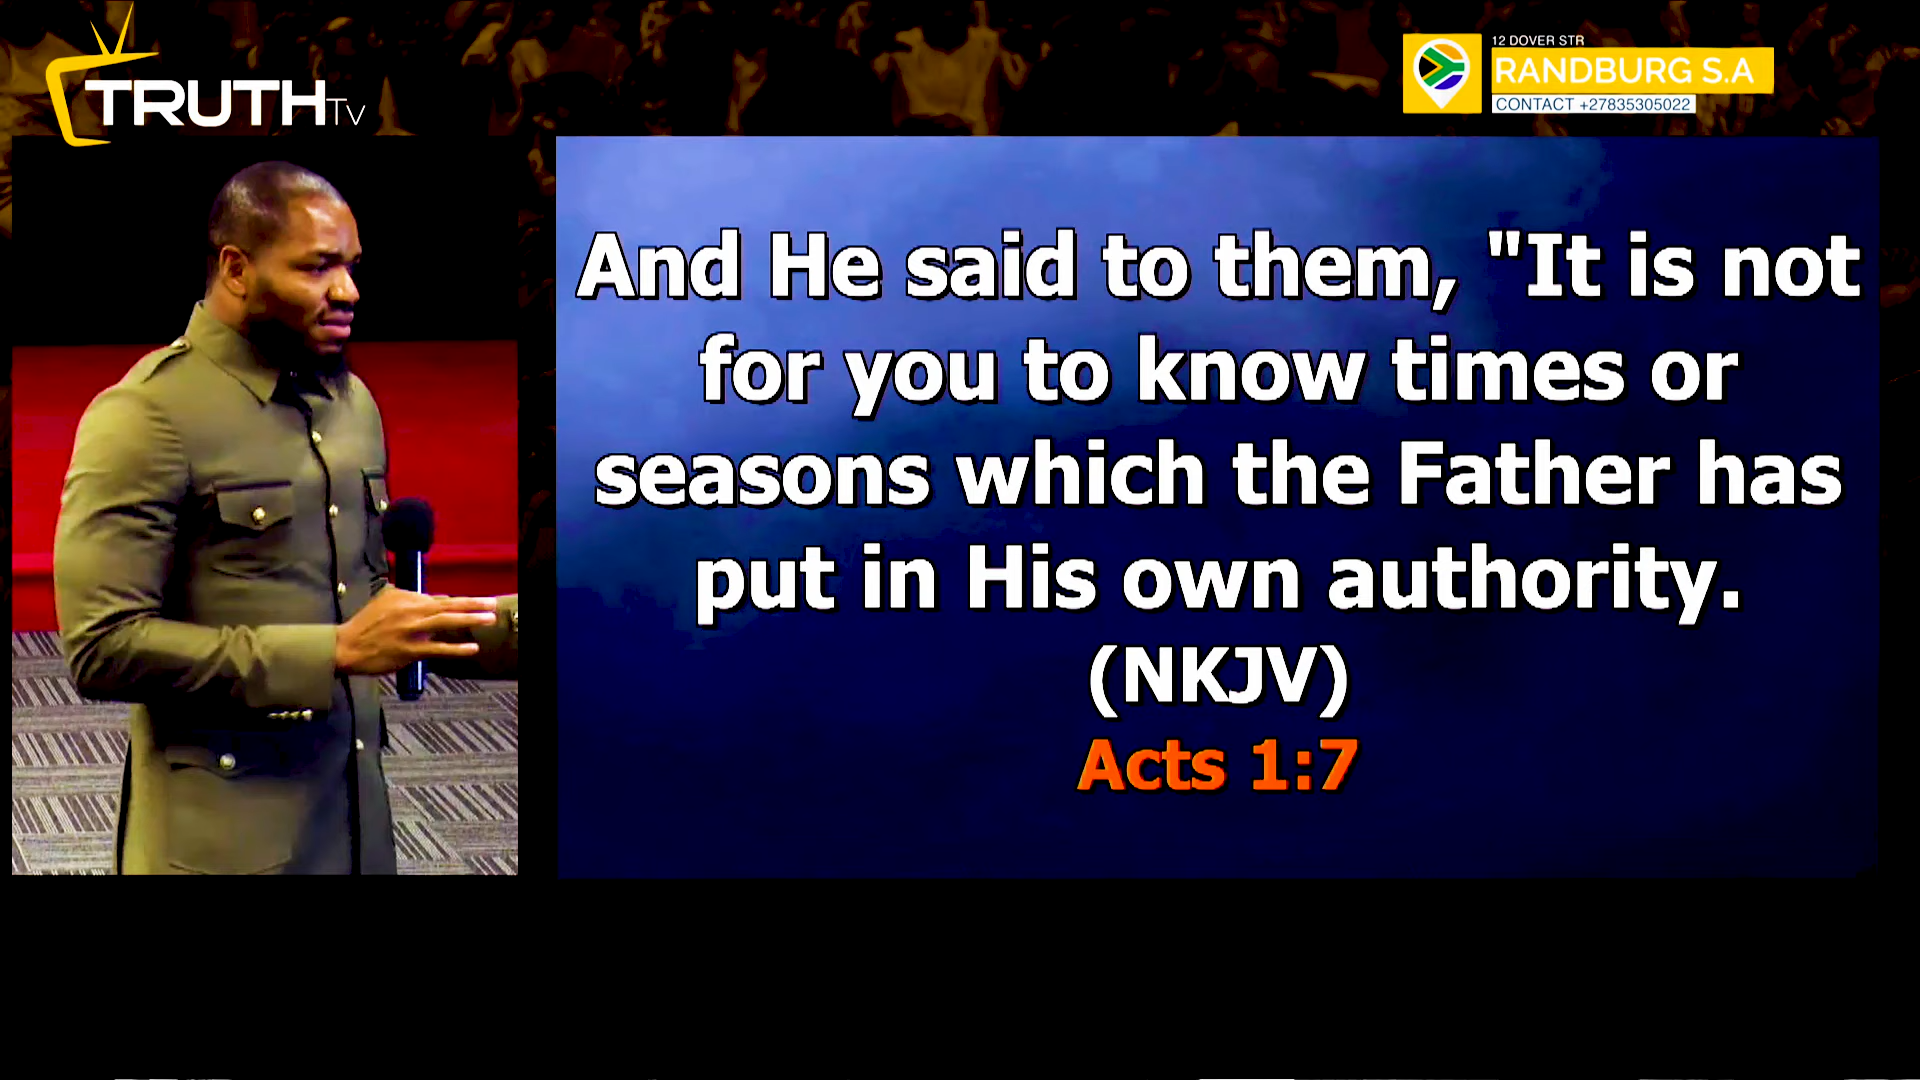 TRUTH TV
12 DOVER STR
RANDBURG S.A
CONTACT +27835305022
And He said to them, "It is not
for you to know times or
seasons which the Father has
put in His own authority.
(NKJV)
Acts 1:7